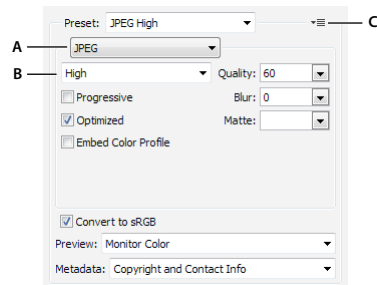 Preset: JPEG High C
A JPEG
B High Quality: 60
Progressive Blur: 0
Optimized Matte:
Embed Color Profile
Convert to sRGB
Preview: Monitor Color
Metadata: Copyright and Contact Info